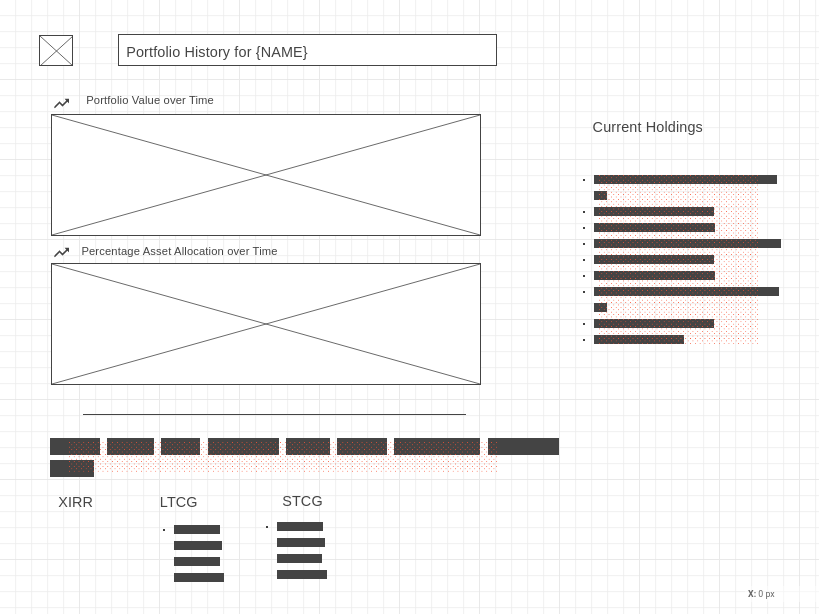 Portfolio History for {NAME}
Portfolio Value over Time
Current Holdings
Percentage Asset Allocation over Time
XIRR
LTCG
STCG
X: 0 px